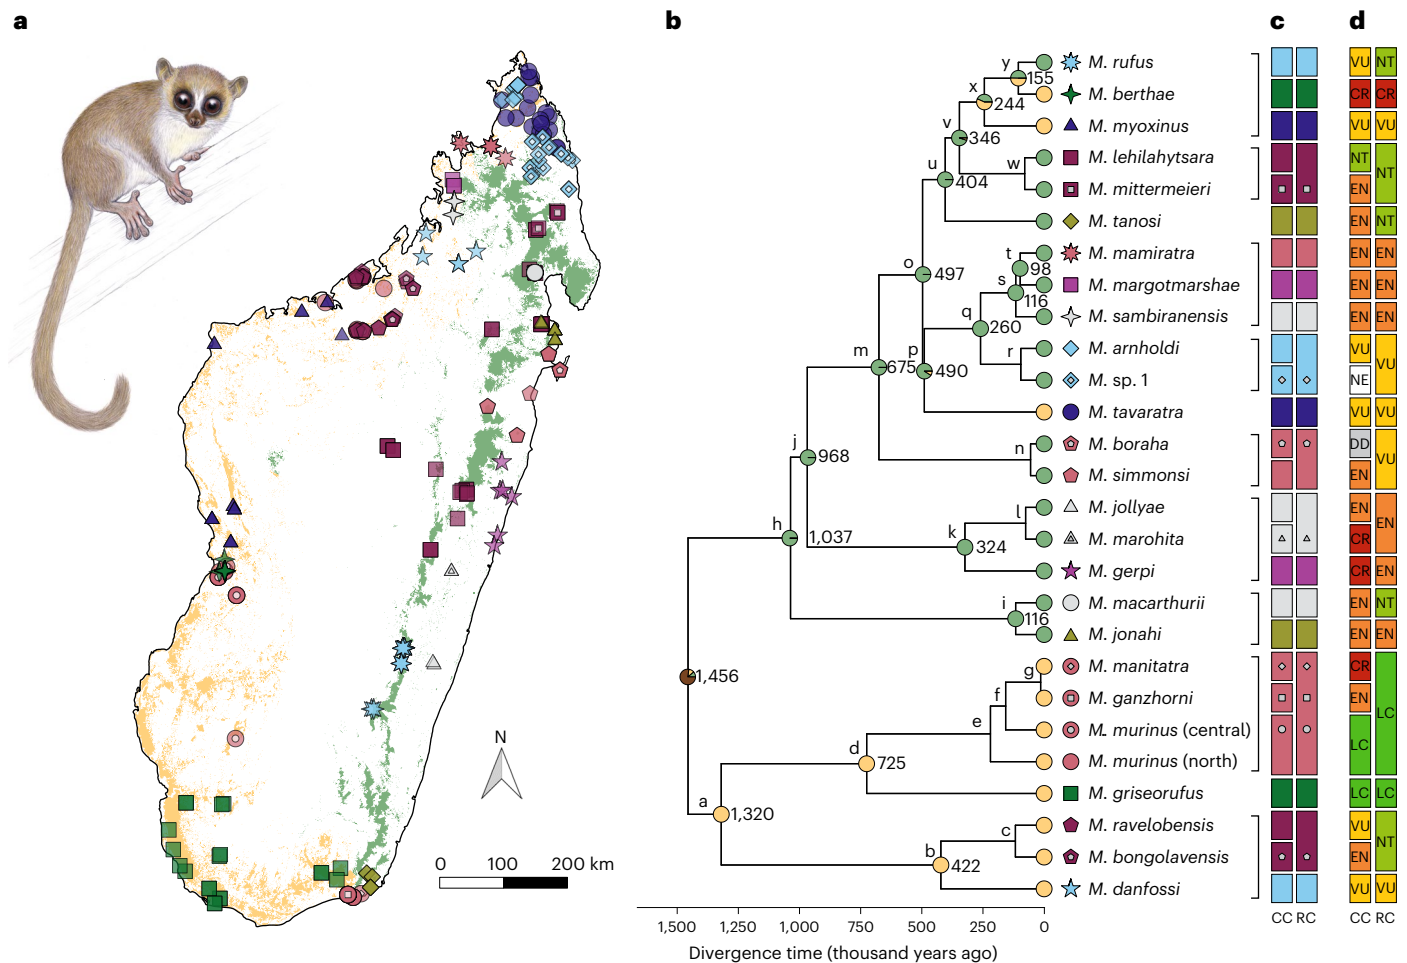 a
b
c
d
y
M. rufus
VU NT
155
x
M. berthae
CR CR
244
M. myoxinus
VU VU
v
346
w
M. lehilahytsara
NT
NT
u
M. mittermeieri
EN
404
M. tanosi
EN NT
t
M. mamiratra
EN EN
o
98
497
s
M. margotmarshae
EN EN
116
q
M. sambiranensis
EN EN
260
r
M. arnholdi
VU
VU
m
p
675
490
M. sp. 1
NE
M. tavaratra
VU VU
n
M. boraha
DD
VU
j
968
M. simmonsi
EN
l
M. jollyae
EN
EN
h
k
M. marohita
CR
1,037
324
M. gerpi
CR EN
i
M. macarthurii
EN NT
116
M. jonahi
EN EN
g
M. manitatra
CR
LC
1,456
f
M. ganzhorni
EN
e
M. murinus (central)
LC
N
d
M. murinus (north)
725
M. griseorufus
LC LC
a
1,320
c
M. ravelobensis
VU
NT
b
M. bongolavensis
EN
422
M. danfossi
VU VU
0 100 200 km
CC RC
CC RC
1,500 1,250 1,000 750 500 250 0
Divergence time (thousand years ago)